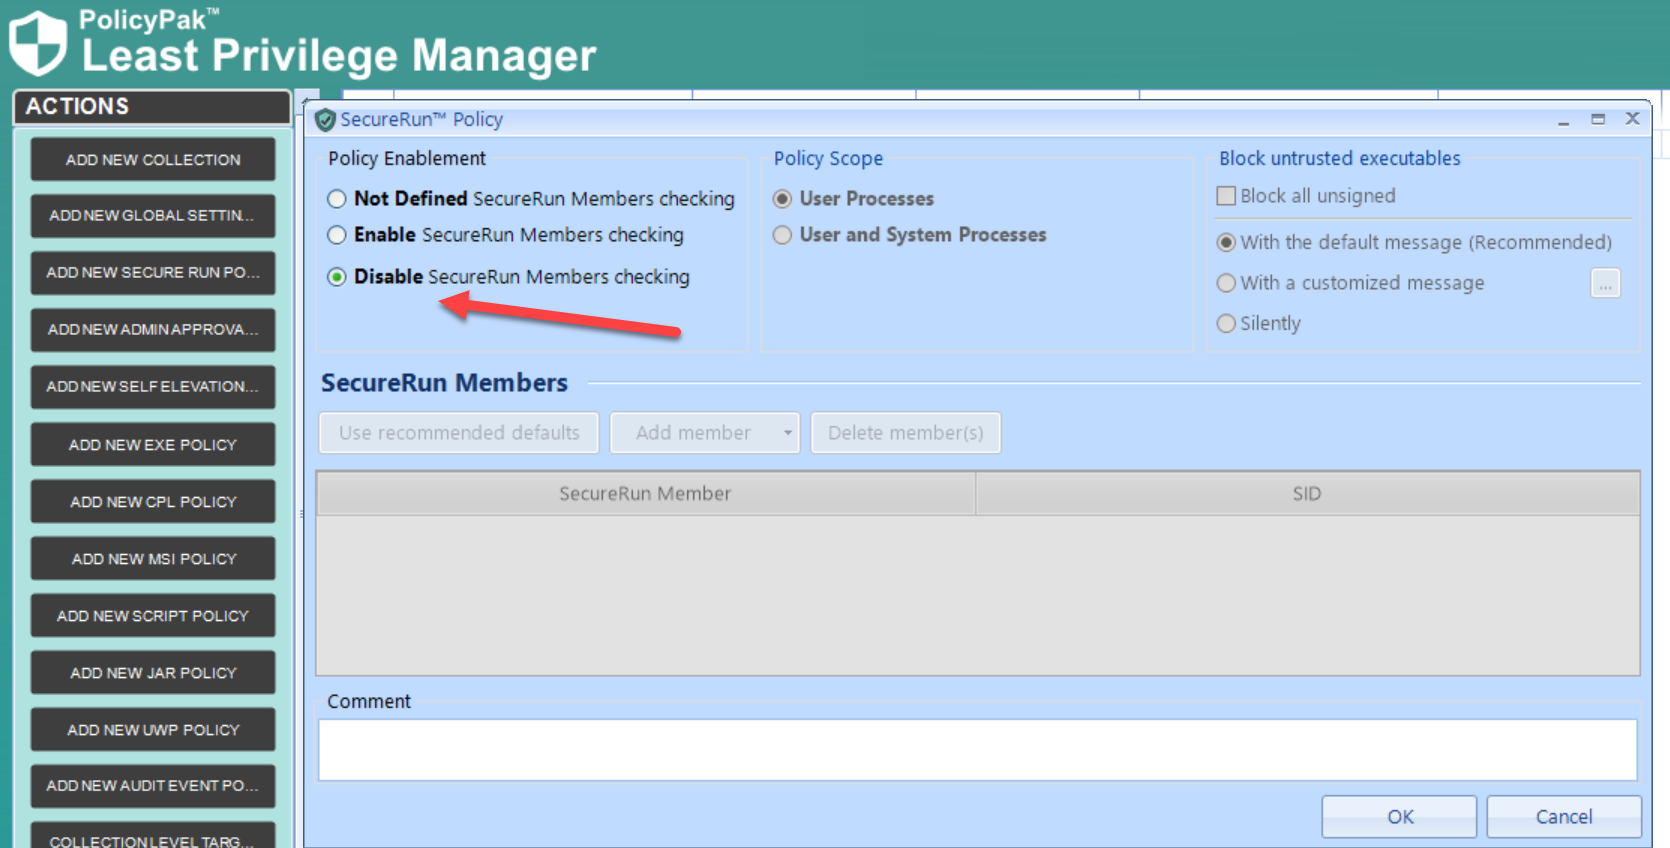 PolicyPak™
Least Privilege Manager
ACTIONS
ADD NEW COLLECTION
ADD NEW GLOBAL SETTIN...
ADD NEW SECURE RUN PO...
ADD NEW ADMIN APPROVA...
ADD NEW SELF ELEVATION...
ADD NEW EXE POLICY
ADD NEW CPL POLICY
ADD NEW MSI POLICY
ADD NEW SCRIPT POLICY
ADD NEW JAR POLICY
ADD NEW UWP POLICY
ADD NEW AUDIT EVENT PO...
COLLECTION LEVEL TARG...
SecureRun™ Policy
Policy Enablement
Not Defined SecureRun Members checking
Enable SecureRun Members checking
Disable SecureRun Members checking
Policy Scope
User Processes
User and System Processes
Block untrusted executables
Block all unsigned
With the default message (Recommended)
With a customized message
...
Silently
SecureRun Members
Use recommended defaults
Add member
Delete member(s)
SecureRun Member
SID
Comment
OK
Cancel